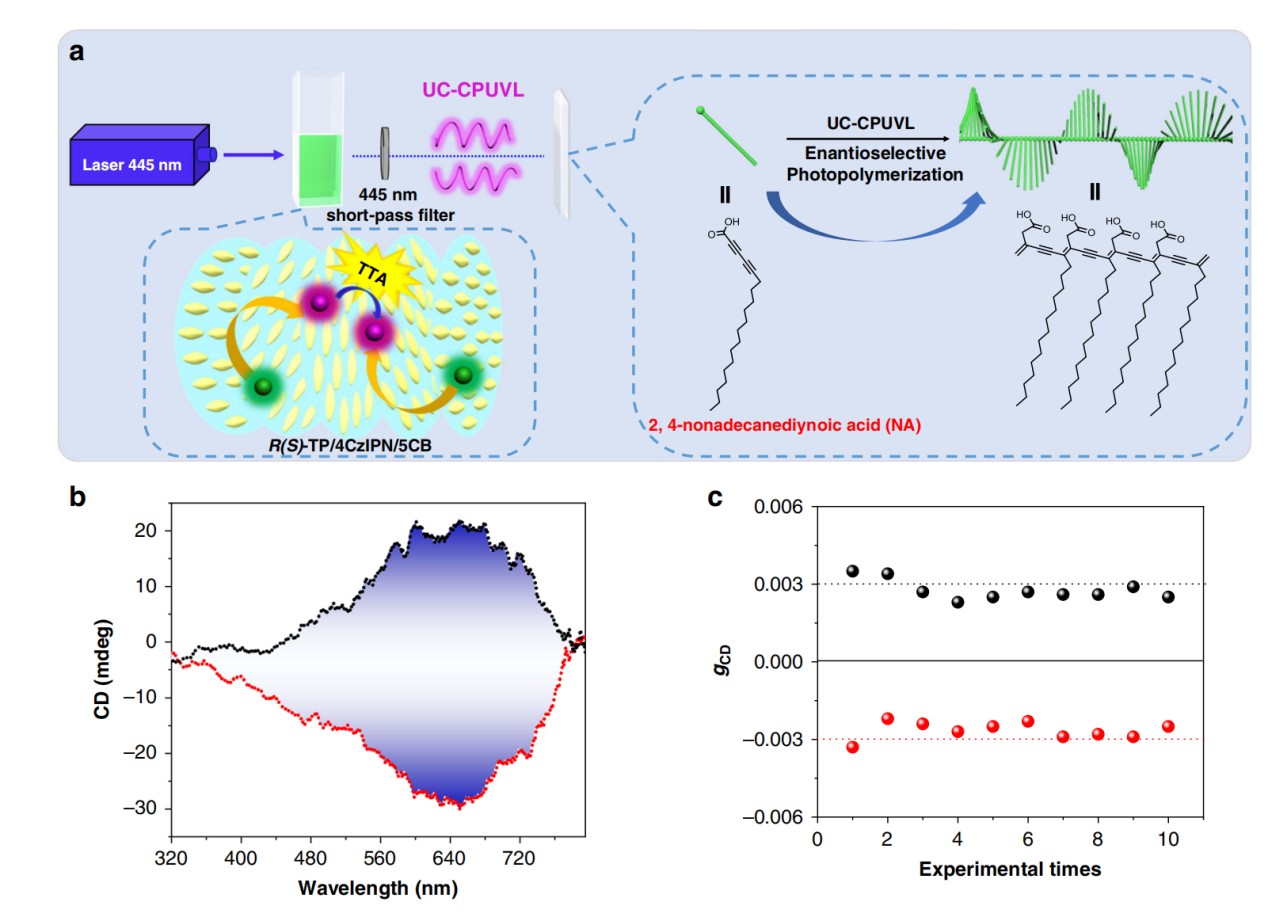 a
Laser 445 nm
UC-CPUVL
445 nm
short-pass filter
TTA
R(S)-TP/4CzIPN/5CB
UC-CPUVL
Enantioselective
Photopolymerization
=
=
OH
O
HO
O
HO
O
HO
O
HO
O
2, 4-nonadecanediynoic acid (NA)
b
CD (mdeg)
20
10
0
−10
−20
−30
320 400 480 560 640 720
Wavelength (nm)
c
gCD
0.006
0.003
0.000
−0.003
−0.006
0 2 4 6 8 10
Experimental times